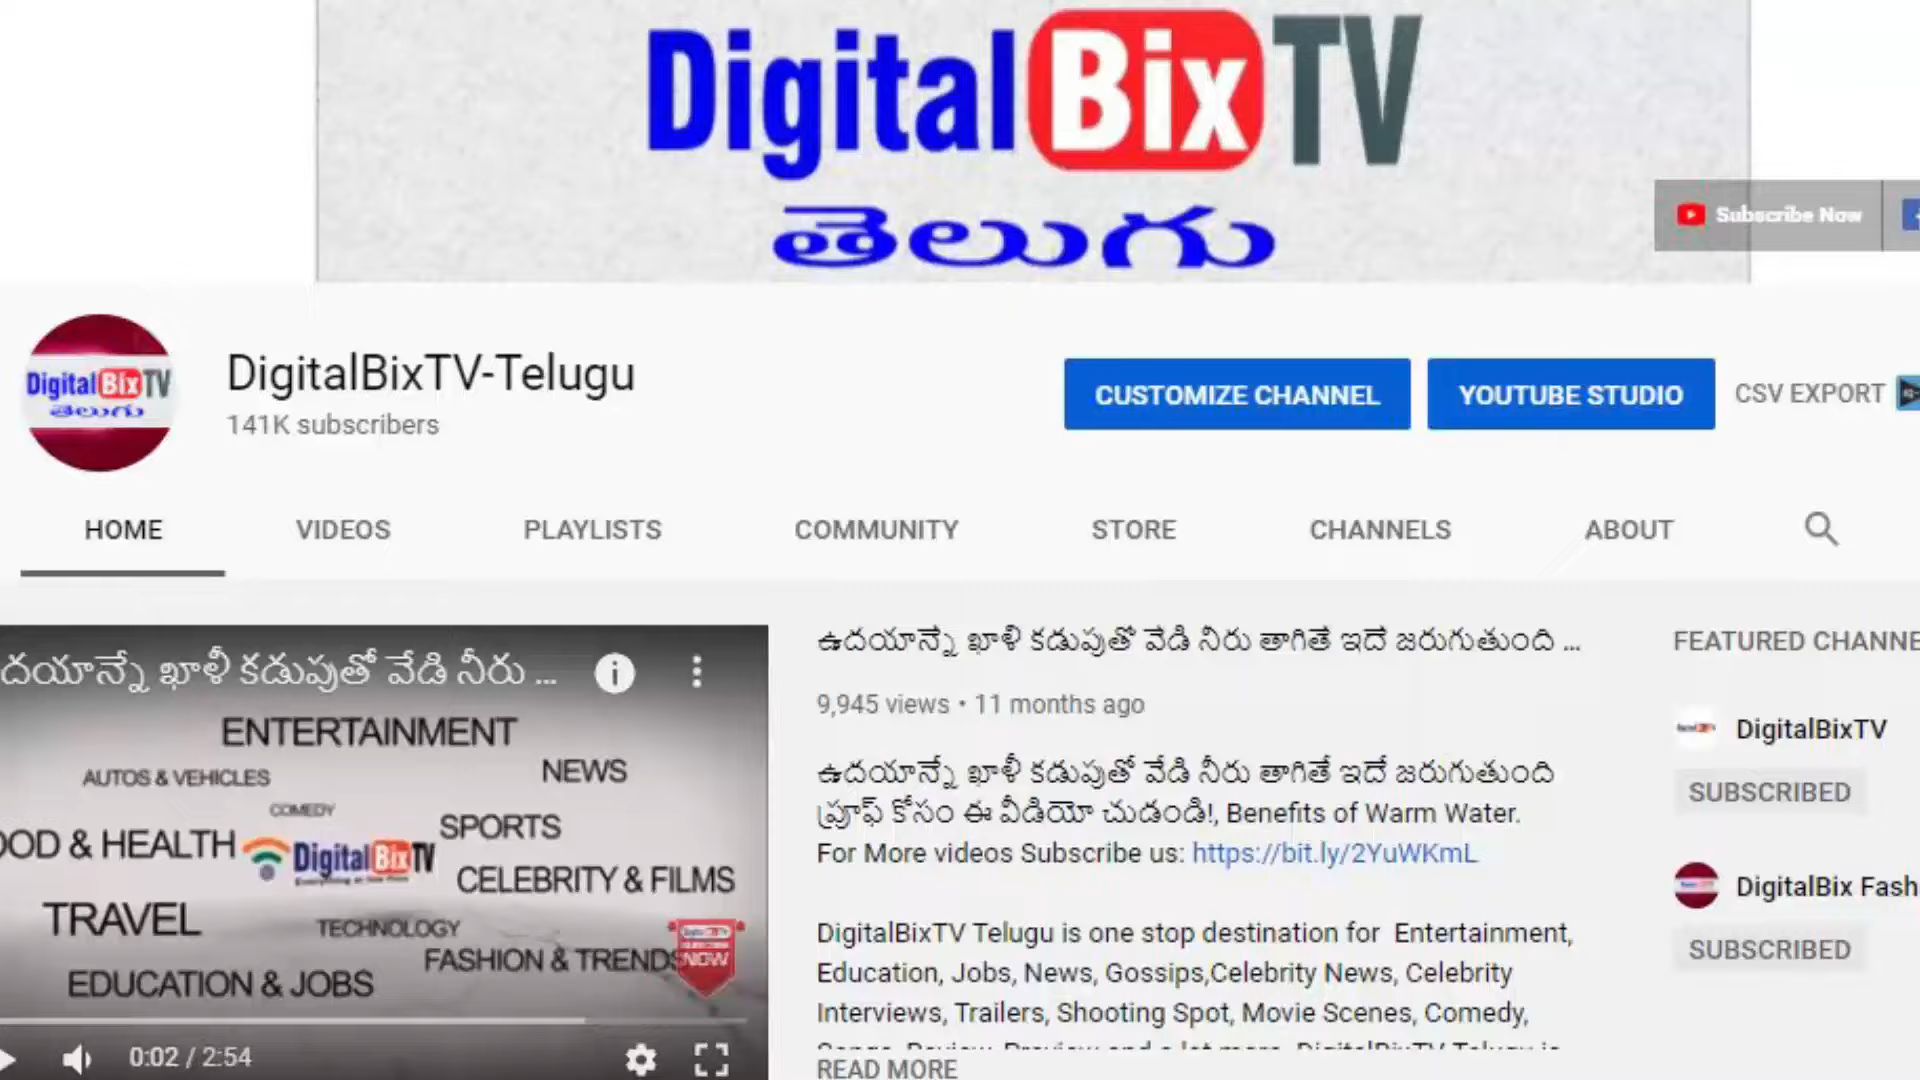 DigitalBixTV
తెలుగు
Subscribe Now
DigitalBixTV
తెలుగు
DigitalBixTV-Telugu
141K subscribers
CUSTOMIZE CHANNEL
YOUTUBE STUDIO
CSV EXPORT
HOME
VIDEOS
PLAYLISTS
COMMUNITY
STORE
CHANNELS
ABOUT
దయాన్నే ఖాళీ కడుపుతో వేడి నీరు ...
ENTERTAINMENT
AUTOS & VEHICLES
NEWS
COMEDY
SPORTS
OOD & HEALTH
DigitalBixTV
CELEBRITY & FILMS
TRAVEL
TECHNOLOGY
FASHION & TRENDS
NOW
EDUCATION & JOBS
0:02 / 2:54
ఉదయాన్నే ఖాళి కడుపుతో వేడి నీరు తాగితే ఇదే జరుగుతుంది ...
9,945 views • 11 months ago
ఉదయాన్నే ఖాళీ కడుపుతో వేడి నీరు తాగితే ఇదే జరుగుతుంది
ప్రూఫ్ కోసం ఈ వీడియో చుడండి!, Benefits of Warm Water.
For More videos Subscribe us: https://bit.ly/2YuWKmL
DigitalBixTV Telugu is one stop destination for Entertainment,
Education, Jobs, News, Gossips,Celebrity News, Celebrity
Interviews, Trailers, Shooting Spot, Movie Scenes, Comedy,
READ MORE
FEATURED CHANNE
DigitalBixTV
SUBSCRIBED
DigitalBix Fash
SUBSCRIBED